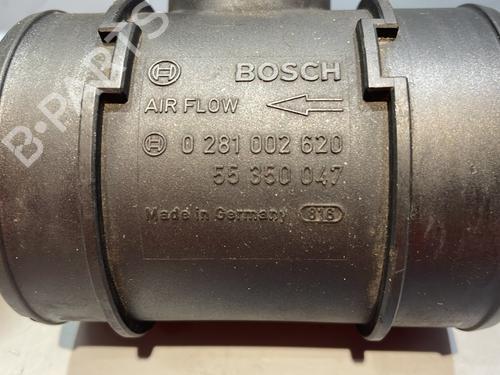 BOSCH
AIR FLOW
0 281 002 620
55 350 047
Made in Germany 816
B-PARTS